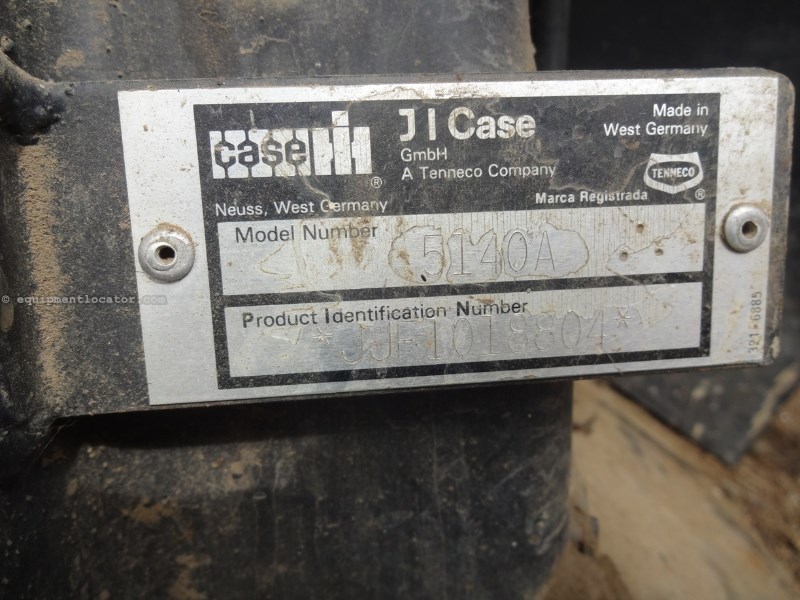 case IH ®
J I Case
GmbH
A Tenneco Company
Made in
West Germany
TENNECO
®
Neuss, West Germany
Marca Registrada
Model Number
5140A
Product Identification Number
*JJF1018804*
321-6885
© equipmentlocator.com